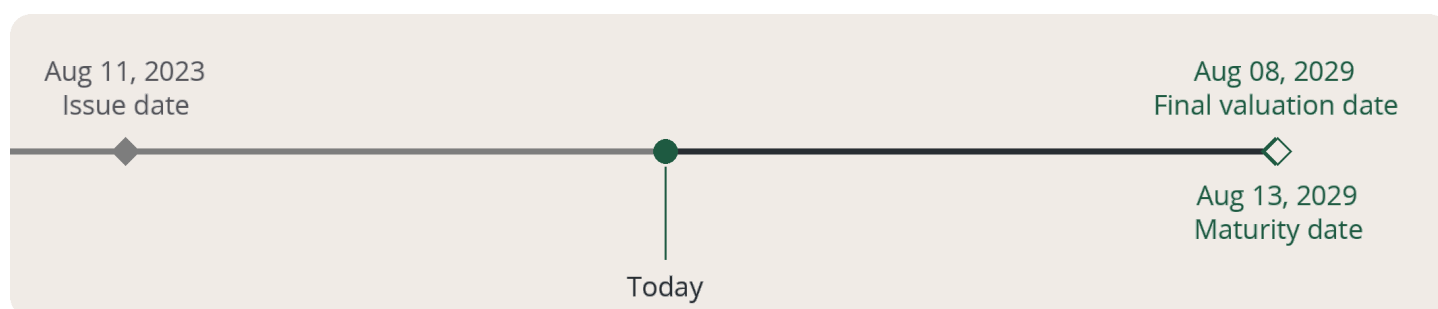 Aug 11, 2023
Issue date
Aug 08, 2029
Final valuation date
Aug 13, 2029
Maturity date
Today